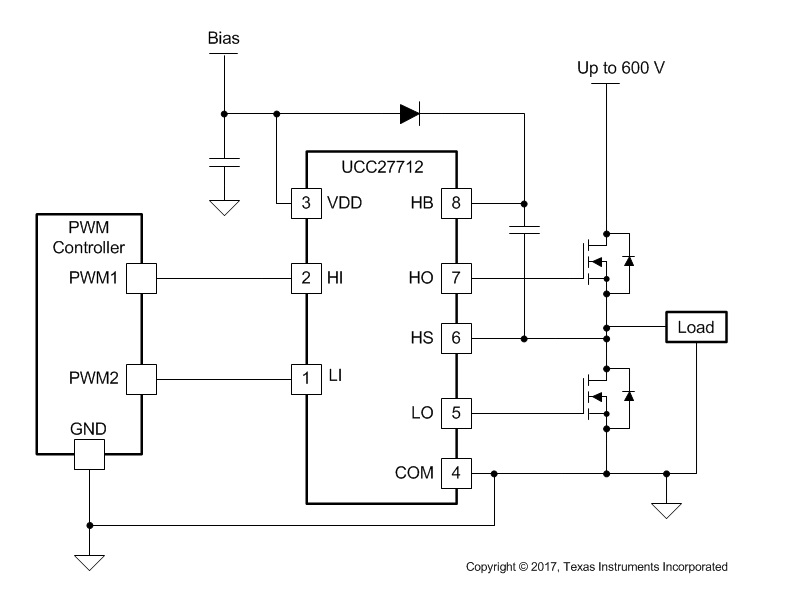 Bias
Up to 600 V
UCC27712
3 VDD
HB 8
PWM
Controller
PWM1
2 HI
HO 7
HS 6
Load
PWM2
1 LI
LO 5
GND
COM 4
Copyright © 2017, Texas Instruments Incorporated